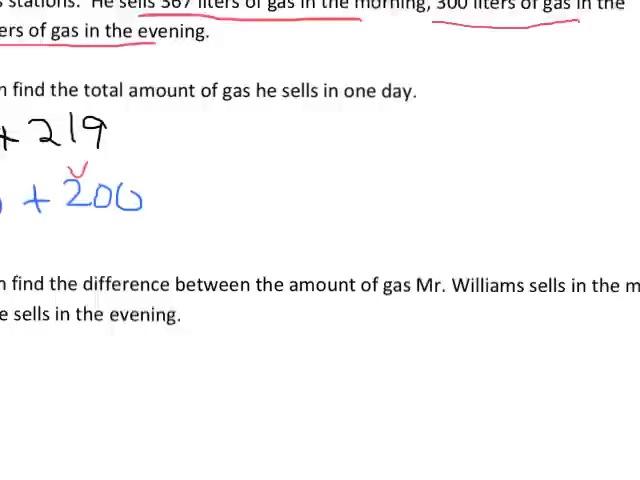 stations. He sells 367 liters of gas in the morning, 300 liters of gas in the
ers of gas in the evening.
n find the total amount of gas he sells in one day.
+ 219
+ 200
n find the difference between the amount of gas Mr. Williams sells in the m
e sells in the evening.